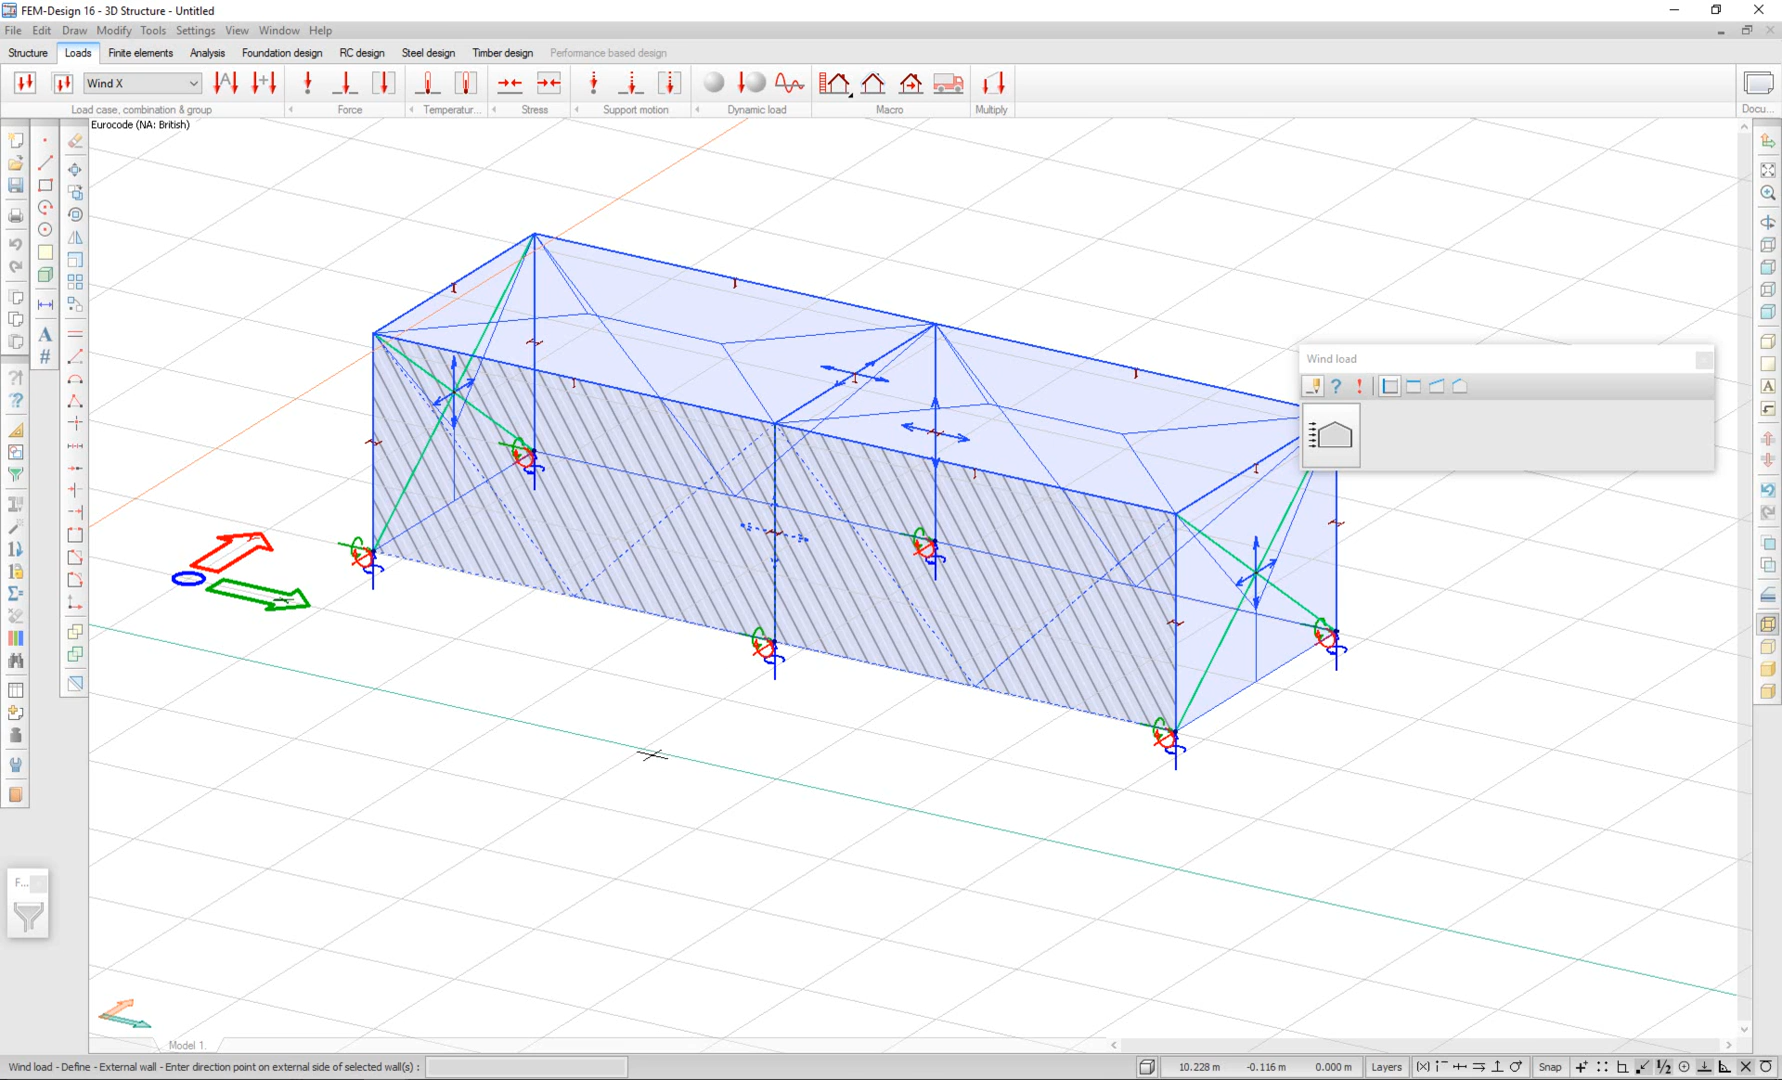 FEM-Design 16 - 3D Structure - Untitled
File Edit Draw Modify Tools Settings View Window Help
Structure Loads Finite elements Analysis Foundation design RC design Steel design Timber design Performance based design
Wind X
Load case, combination & group Force Temperatur... Stress Support motion Dynamic load Macro Multiply Docu...
Eurocode (NA: British)
Wind load
F...
Model 1.
Wind load - Define - External wall - Enter direction point on external side of selected wall(s) :
10.228 m -0.116 m 0.000 m Layers Snap